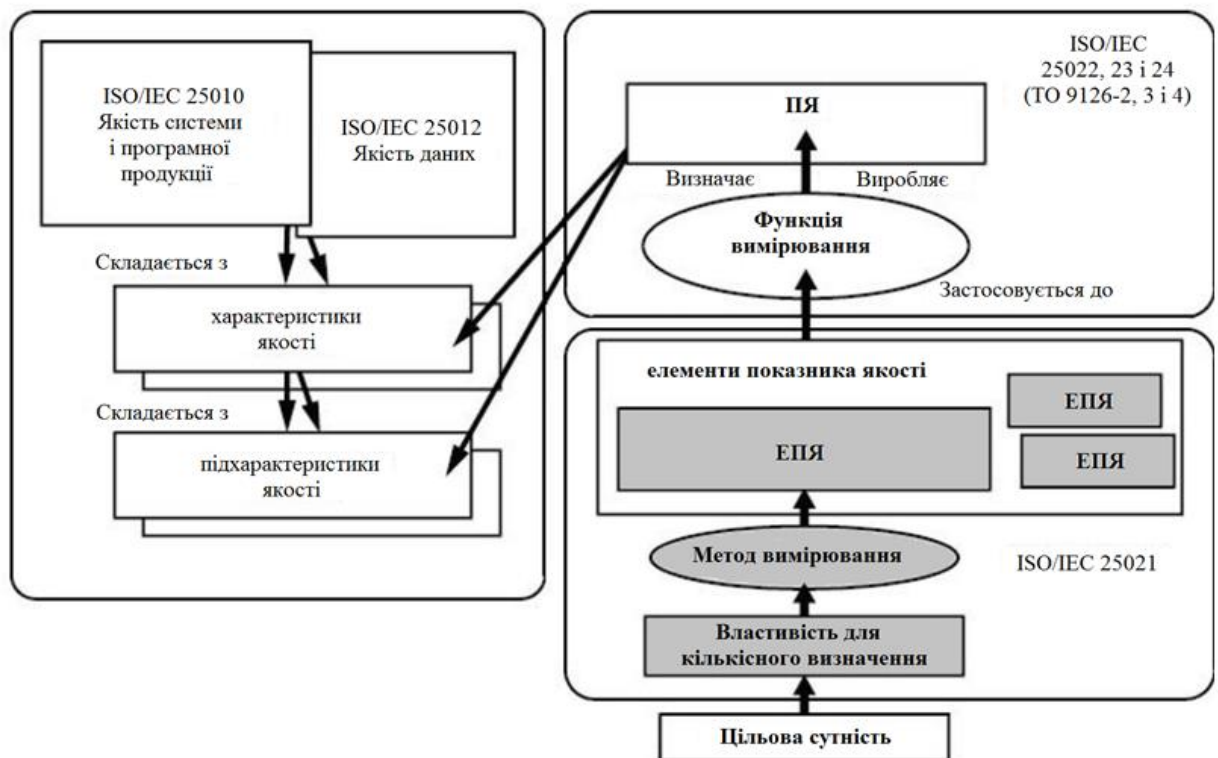 ISO/IEC 25010
Якість системи
і програмної
продукції
ISO/IEC 25012
Якість даних
Складається з
характеристики
якості
Складається з
підхарактеристики
якості
ISO/IEC
25022, 23 і 24
(ТО 9126-2, 3 і 4)
ПЯ
Визначає
Виробляє
Функція
вимірювання
Застосовується до
елементи показника якості
ЕПЯ
ЕПЯ
ЕПЯ
Метод вимірювання
ISO/IEC 25021
Властивість для
кількісного визначення
Цільова сутність